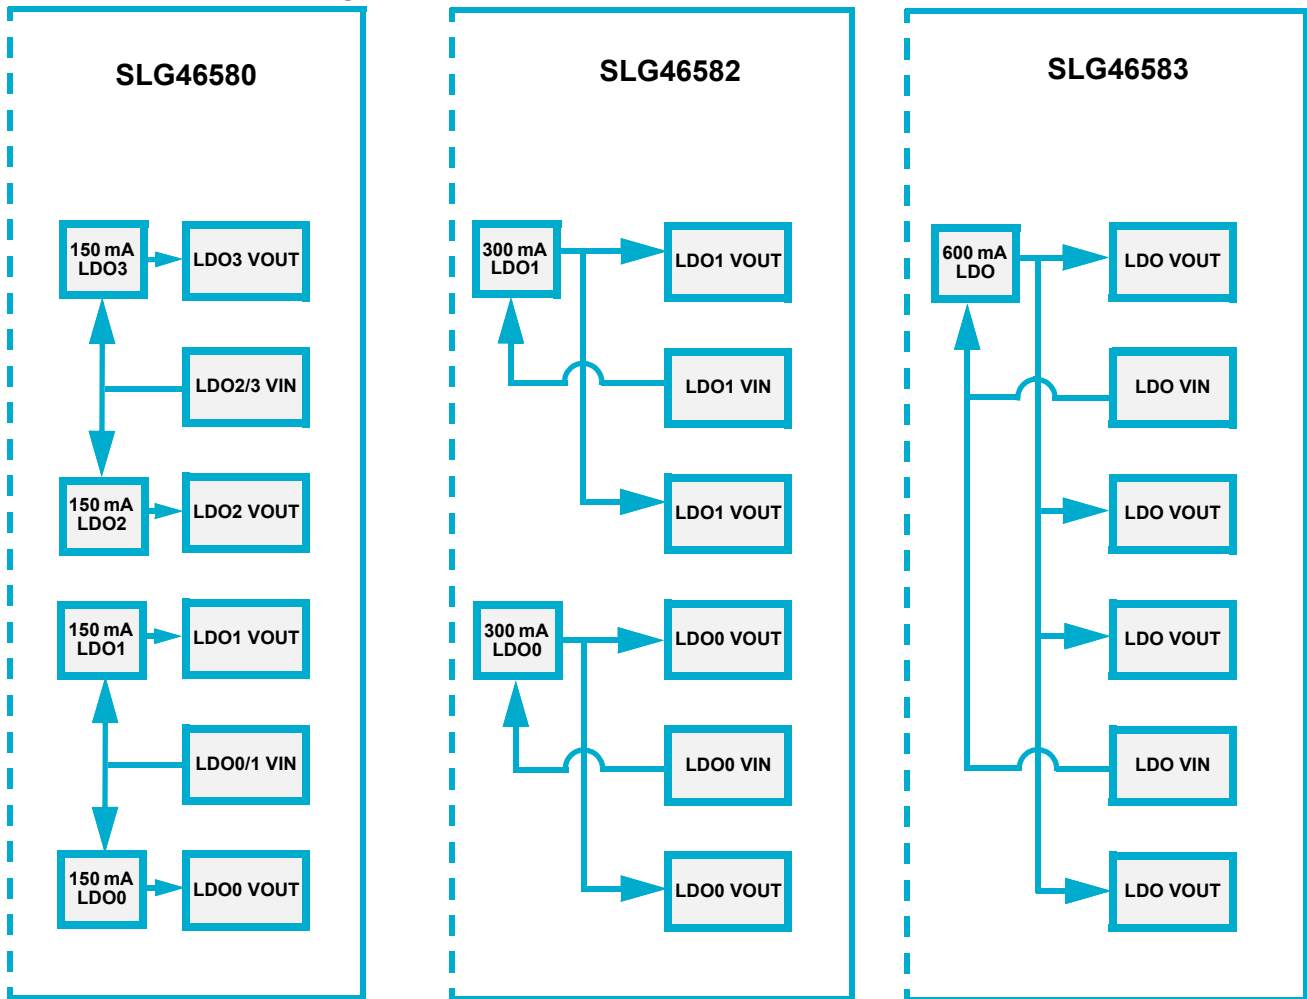 SLG46580
150 mA
LDO3
LDO3 VOUT
LDO2/3 VIN
150 mA
LDO2
LDO2 VOUT
150 mA
LDO1
LDO1 VOUT
LDO0/1 VIN
150 mA
LDO0
LDO0 VOUT
SLG46582
300 mA
LDO1
LDO1 VOUT
LDO1 VIN
LDO1 VOUT
300 mA
LDO0
LDO0 VOUT
LDO0 VIN
LDO0 VOUT
SLG46583
600 mA
LDO
LDO VOUT
LDO VIN
LDO VOUT
LDO VOUT
LDO VIN
LDO VOUT